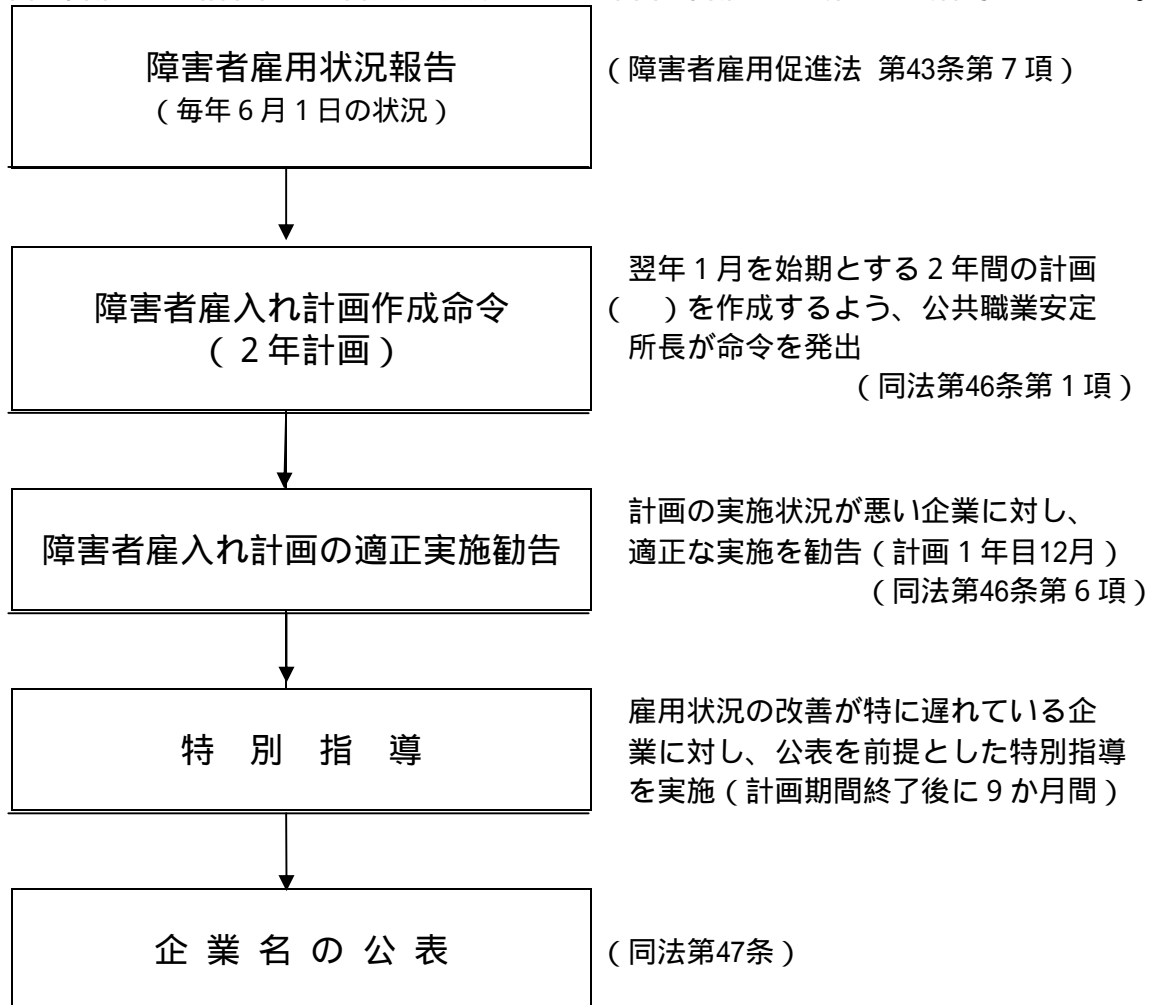 障害者雇用状況報告
（毎年６月１日の状況）
（障害者雇用促進法 第43条第７項）
障害者雇入れ計画作成命令
（２年計画）
翌年１月を始期とする２年間の計画
（　）を作成するよう、公共職業安定
所長が命令を発出
（同法第46条第１項）
障害者雇入れ計画の適正実施勧告
計画の実施状況が悪い企業に対し、
適正な実施を勧告（計画１年目12月）
（同法第46条第６項）
特　別　指　導
雇用状況の改善が特に遅れている企
業に対し、公表を前提とした特別指導
を実施（計画期間終了後に９か月間）
企 業 名 の 公 表
（同法第47条）